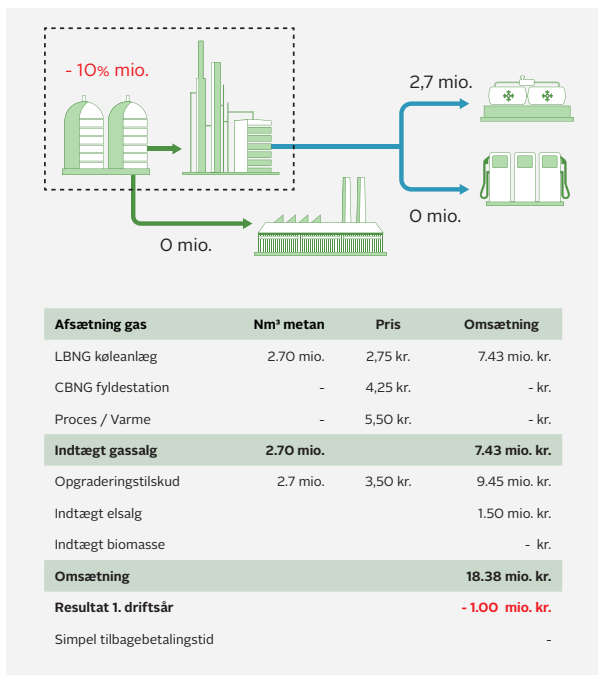 - 10% mio.
2,7 mio.
0 mio.
0 mio.
Afsætning gas Nm³ metan Pris Omsætning
LBNG køleanlæg 2.70 mio. 2,75 kr. 7.43 mio. kr.
CBNG fyldestation - 4,25 kr. - kr.
Proces / Varme - 5,50 kr. - kr.
Indtægt gassalg 2.70 mio. 7.43 mio. kr.
Opgraderingstilskud 2.7 mio. 3,50 kr. 9.45 mio. kr.
Indtægt elsalg 1.50 mio. kr.
Indtægt biomasse - kr.
Omsætning 18.38 mio. kr.
Resultat 1. driftsår - 1.00 mio. kr.
Simpel tilbagebetalingstid -